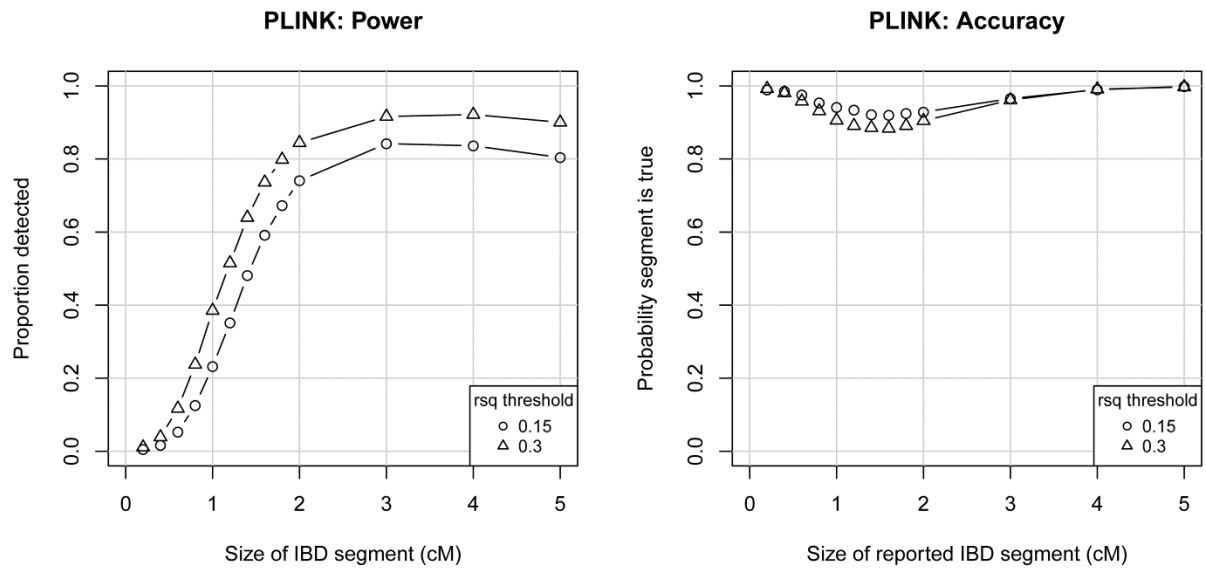 PLINK: Power
Proportion detected
1.0
0.8
0.6
0.4
0.2
0.0
rsq threshold
0.15
0.3
0 1 2 3 4 5
Size of IBD segment (cM)
PLINK: Accuracy
Probability segment is true
1.0
0.8
0.6
0.4
0.2
0.0
rsq threshold
0.15
0.3
0 1 2 3 4 5
Size of reported IBD segment (cM)